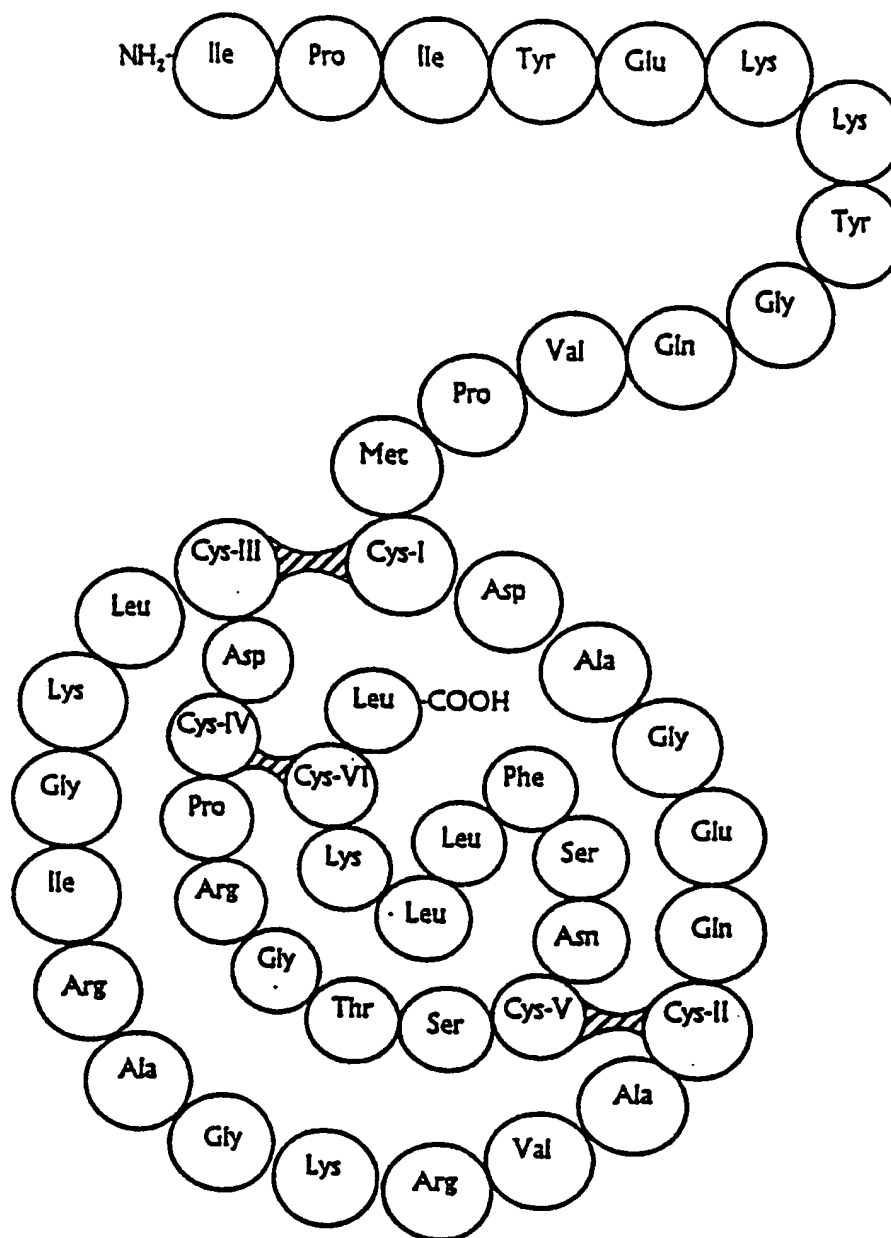 NH₂- Ile Pro Ile Tyr Glu Lys
Lys
Tyr
Gly
Gln
Val
Pro
Met
Cys-I
Asp
Ala
Gly
Glu
Gln
Cys-II
Ala
Val
Arg
Lys
Gly
Ala
Arg
Ile
Gly
Lys
Leu
Cys-III
Asp
Cys-IV
Pro
Arg
Gly
Thr
Ser
Cys-V
Asn
Ser
Phe
Leu
Leu
Lys
Cys-VI
Leu -COOH